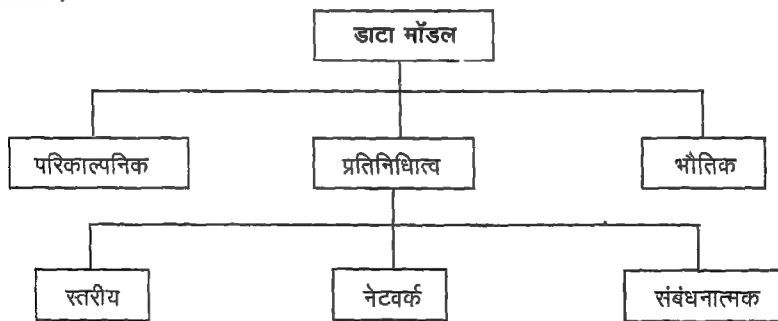 डाटा मॉडल
परिकाल्पनिक प्रतिनिधाित्व भौतिक
स्तरीय नेटवर्क संबंधनात्मक